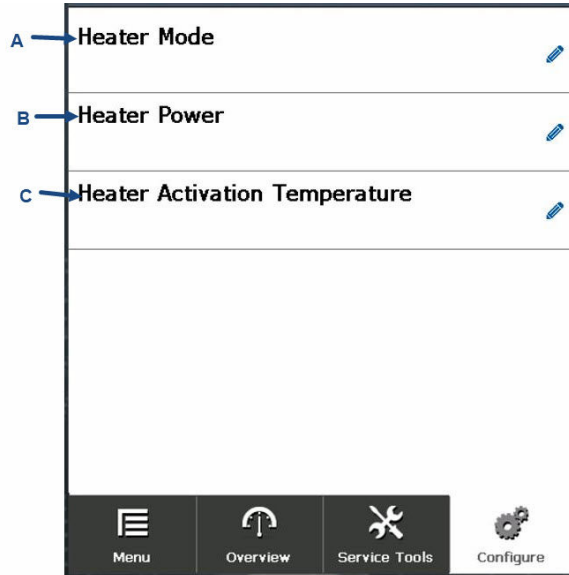 A Heater Mode
B Heater Power
C Heater Activation Temperature
Menu Overview Service Tools Configure